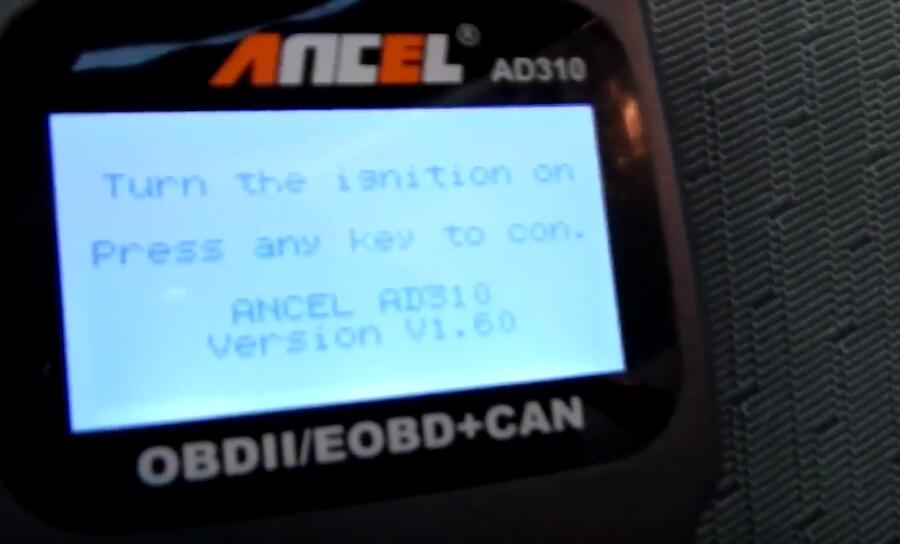 ANCEL® AD310
Turn the ignition on
Press any key to con.
ANCEL AD310
Version V1.60
OBDII/EOBD+CAN